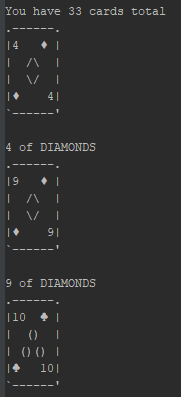 You have 33 cards total
.------.
|4   ♦ |
|  /\  |
|  \/  |
|♦    4|
`------'
4 of DIAMONDS
.------.
|9   ♦ |
|  /\  |
|  \/  |
|♦    9|
`------'
9 of DIAMONDS
.------.
|10  ♣ |
|  ()  |
| ()() |
|♣   10|
`------'